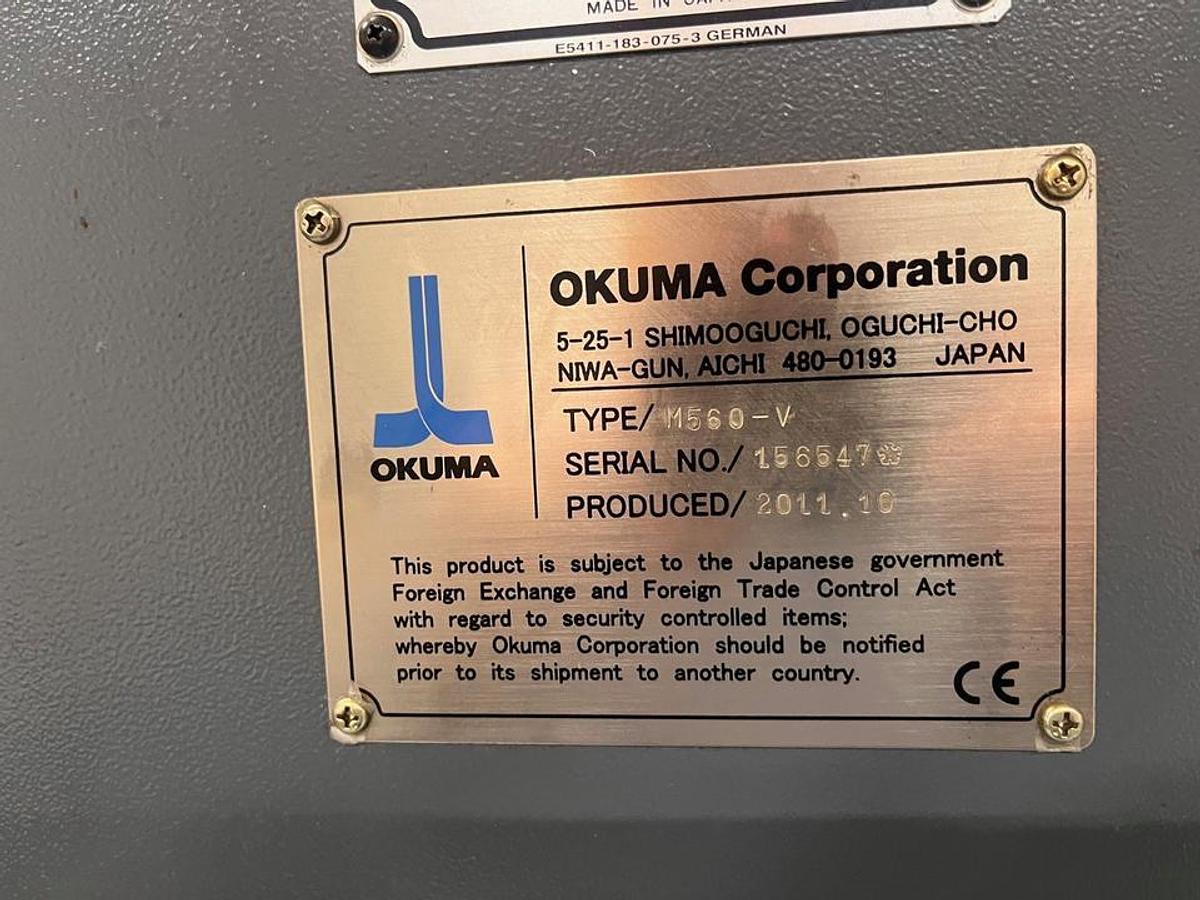 MADE IN
E5411-183-075-3 GERMAN
OKUMA
OKUMA Corporation
5-25-1 SHIMOOGUCHI, OGUCHI-CHO
NIWA-GUN, AICHI 480-0193 JAPAN
TYPE/ M560-V
SERIAL NO./ 156547
PRODUCED/ 2011.10
This product is subject to the Japanese government
Foreign Exchange and Foreign Trade Control Act
with regard to security controlled items;
whereby Okuma Corporation should be notified
prior to its shipment to another country.
CE